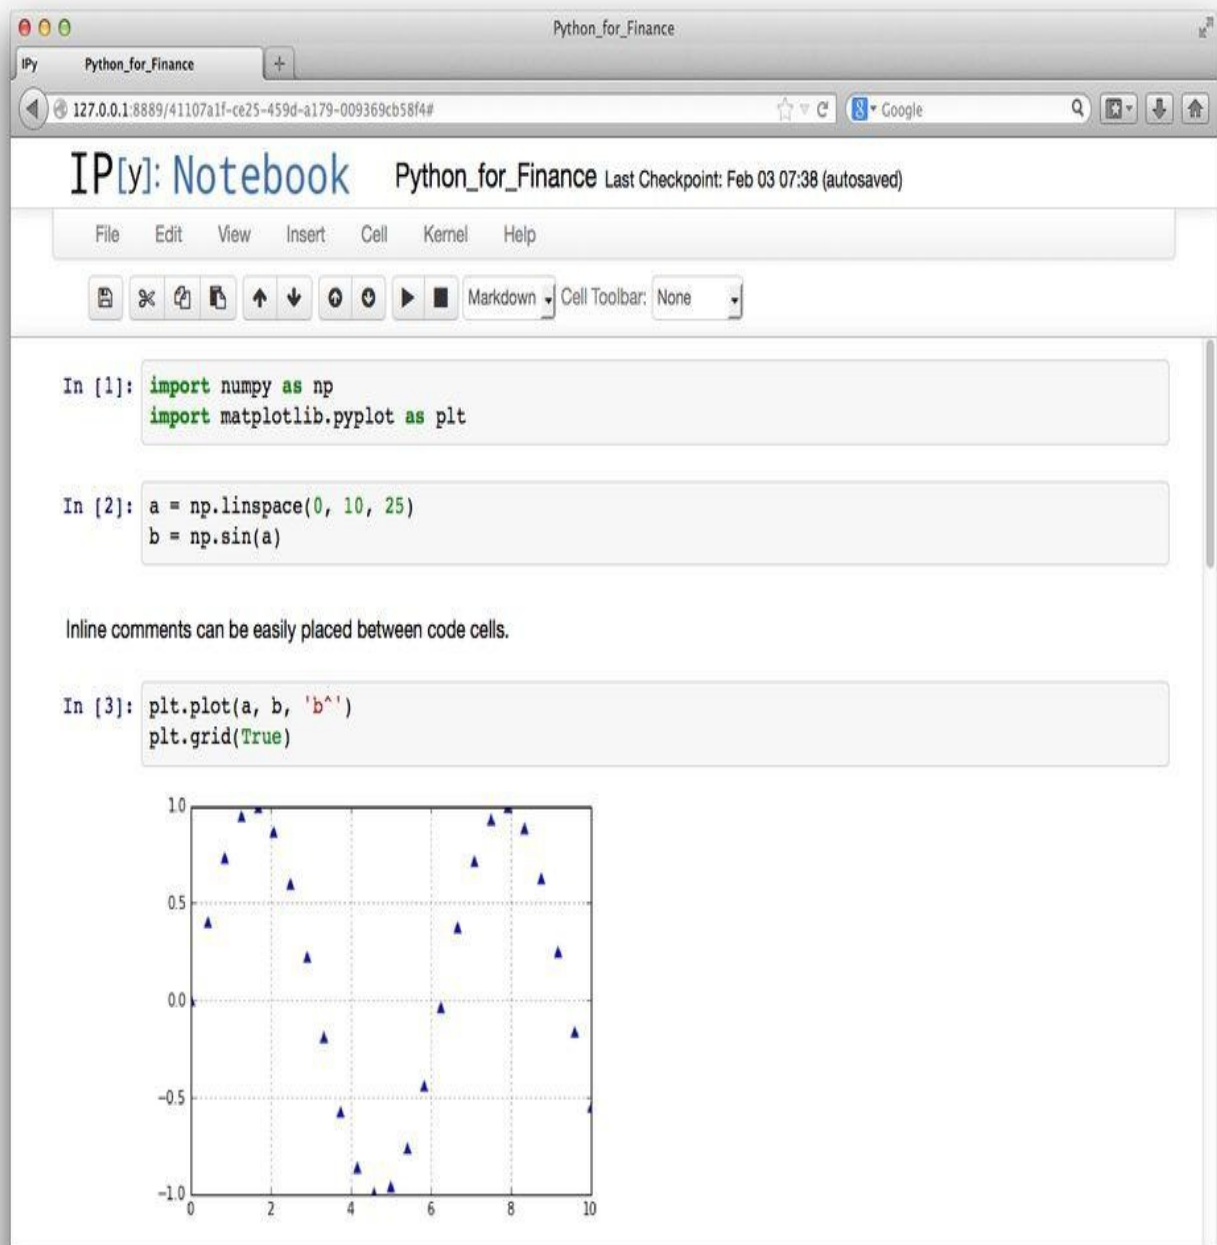 Python_for_Finance
IPy Python_for_Finance +
127.0.0.1:8889/41107a1f-ce25-459d-a179-009369cb58f4# Google
IP[y]: Notebook Python_for_Finance Last Checkpoint: Feb 03 07:38 (autosaved)
File Edit View Insert Cell Kernel Help
Markdown Cell Toolbar: None
In [1]: import numpy as np
import matplotlib.pyplot as plt
In [2]: a = np.linspace(0, 10, 25)
b = np.sin(a)
Inline comments can be easily placed between code cells.
In [3]: plt.plot(a, b, 'b^')
plt.grid(True)
1.0
0.5
0.0
−0.5
−1.0
0 2 4 6 8 10